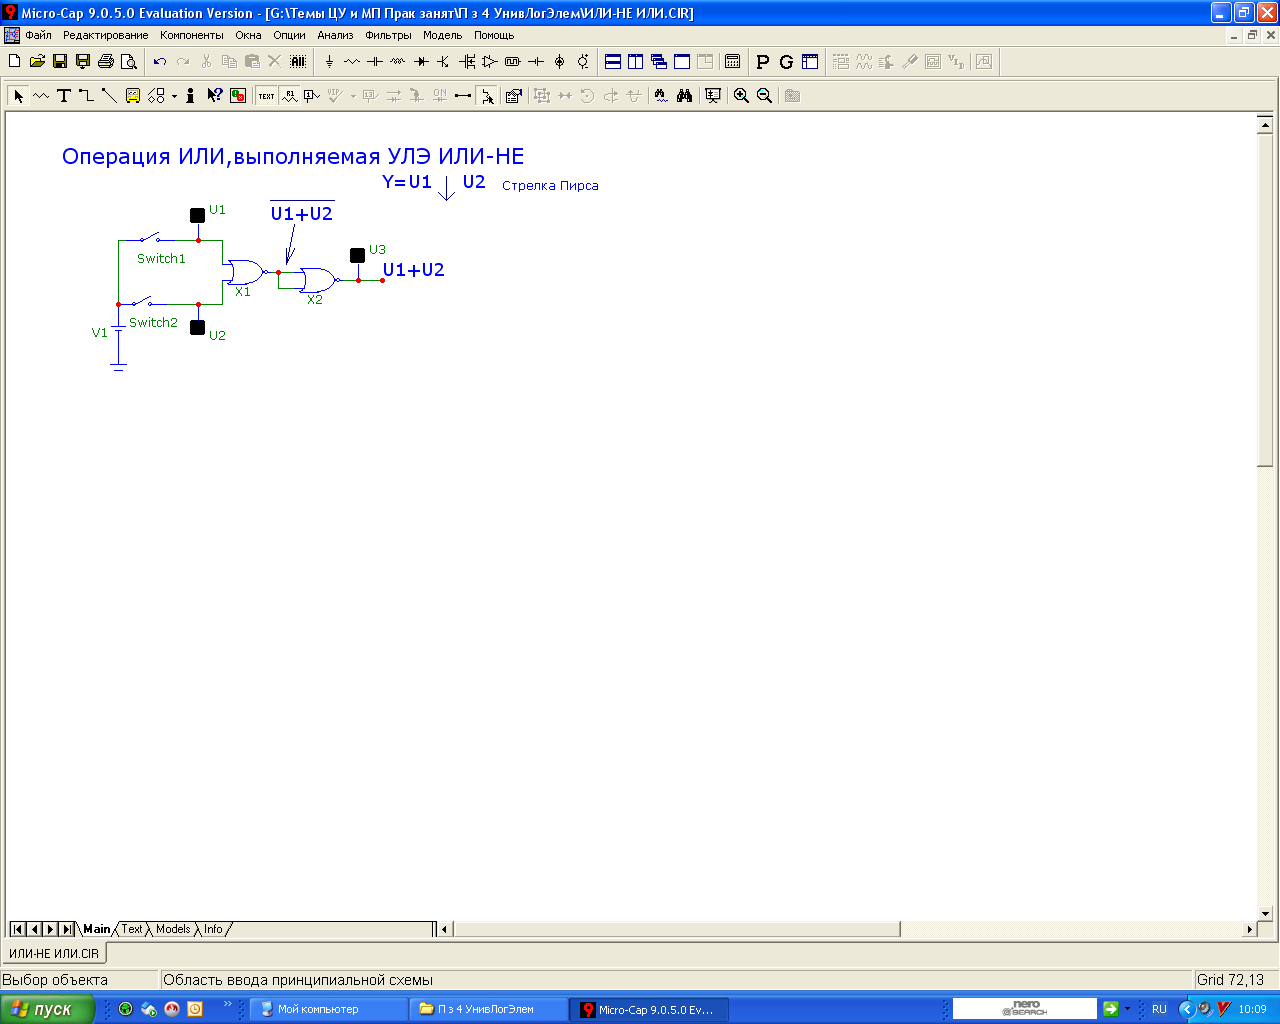 Micro-Cap 9.0.5.0 Evaluation Version - [G:\Темы ЦУ и МП Прак занят\П з 4 УнивЛогЭлем\ИЛИ-НЕ ИЛИ.CIR]
Файл Редактирование Компоненты Окна Опции Анализ Фильтры Модель Помощь
P G
T TEXT R1
Операция ИЛИ,выполняемая УЛЭ ИЛИ-НЕ
Y=U1 U2 Стрелка Пирса
U1 U1+U2
U3
Switch1 U1+U2
X1 X2
Switch2
V1 U2
Main Text Models Info
ИЛИ-НЕ ИЛИ.CIR
Выбор объекта Область ввода принципиальной схемы Grid 72,13
пуск Мой компьютер П з 4 УнивЛогЭлем Micro-Cap 9.0.5.0 Ev... nero SEARCH RU 10:09